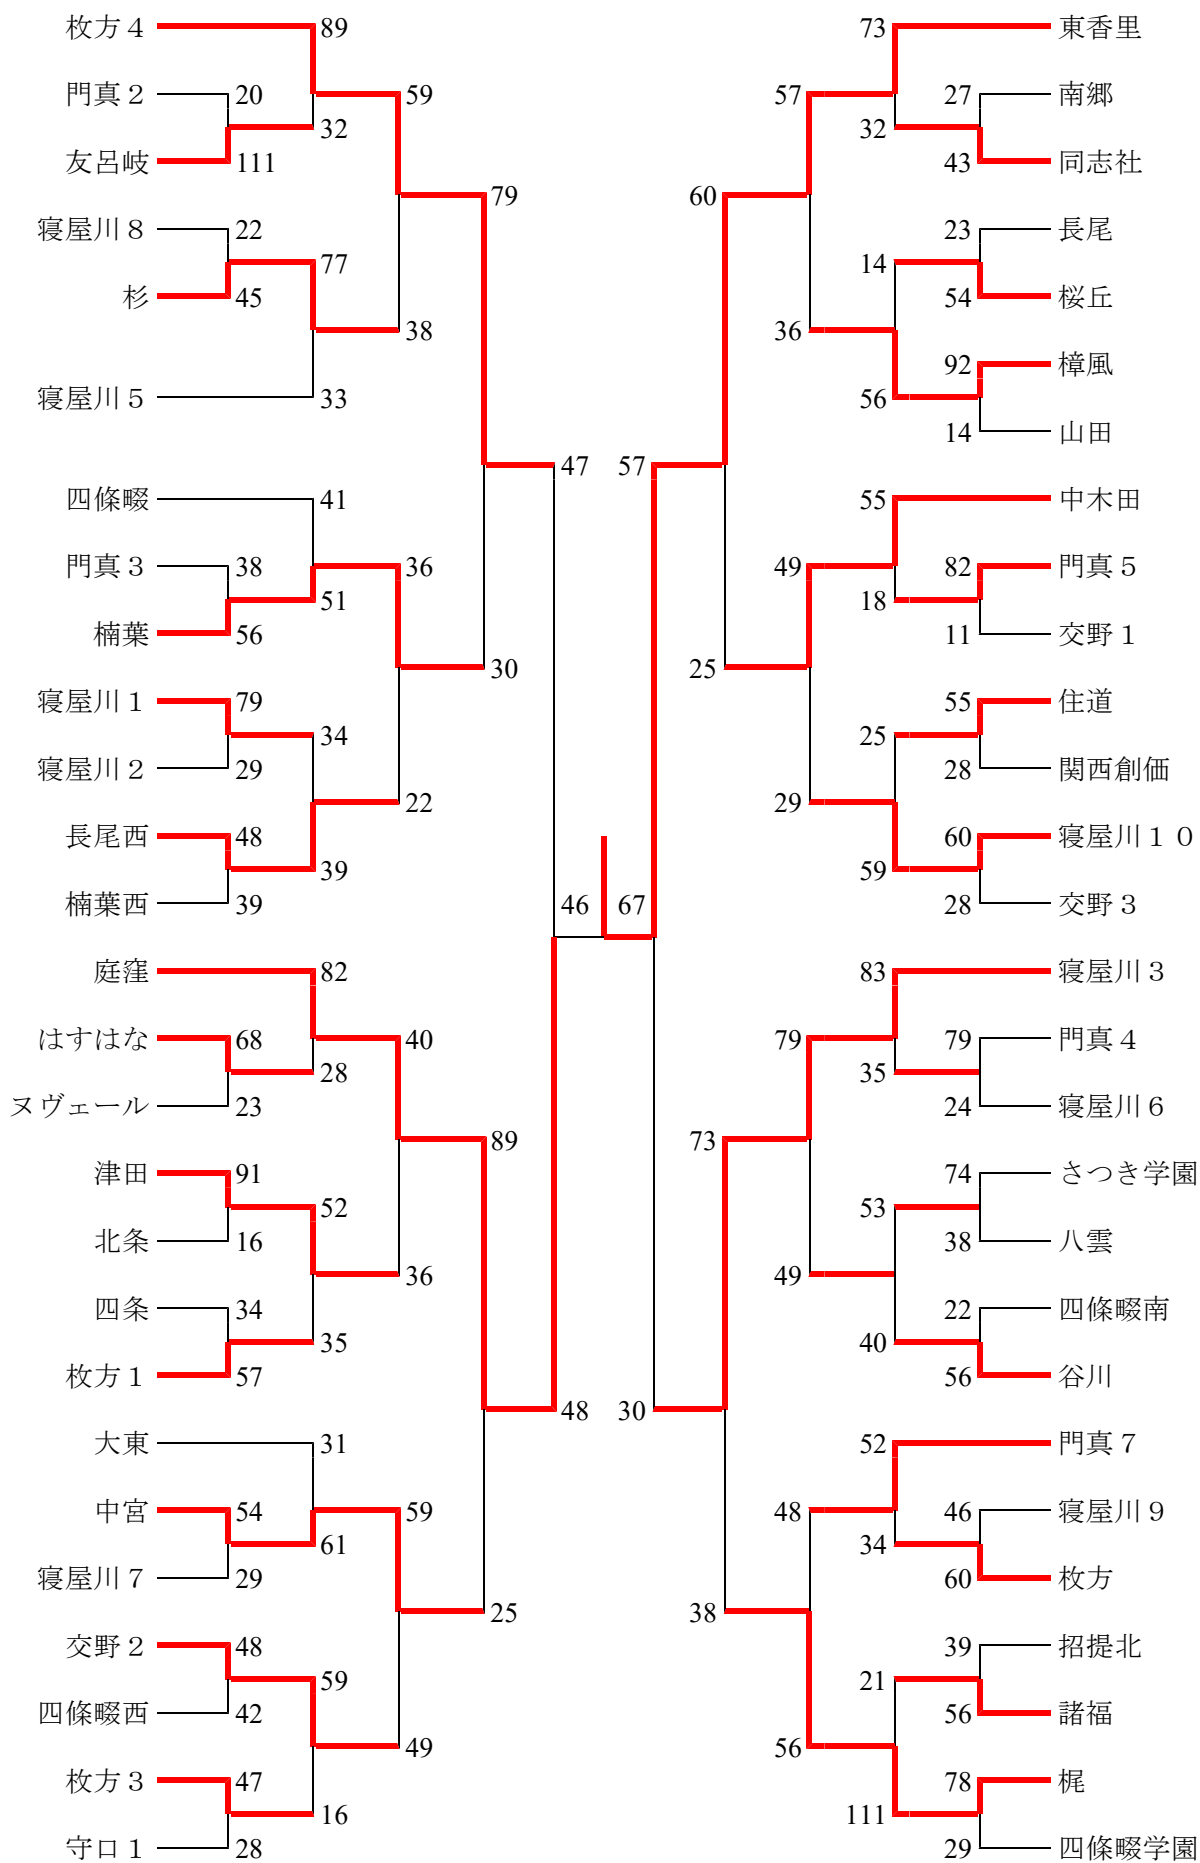 枚方４ 89 73 東香里
門真２ 20 59 57 27 南郷
32 32
友呂岐 111 43 同志社
79 60
寝屋川８ 22 23 長尾
77 14
杉 45 54 桜丘
38 36
92 樟風
寝屋川５ 33 56
14 山田
47 57
四條畷 41 55 中木田
門真３ 38 36 49 82 門真５
51 18
楠葉 56 11 交野１
30 25
寝屋川１ 79 55 住道
34 25
寝屋川２ 29 28 関西創価
22 29
長尾西 48 60 寝屋川１０
39 59
楠葉西 39 46 67 28 交野３
庭窪 82 83 寝屋川３
はすはな 68 40 79 79 門真４
28 35
ヌヴェール 23 24 寝屋川６
89 73
津田 91 74 さつき学園
52 53
北条 16 38 八雲
36 49
四条 34 22 四條畷南
35 40
枚方１ 57 56 谷川
48 30
大東 31 52 門真７
中宮 54 59 48 46 寝屋川９
61 34
寝屋川７ 29 60 枚方
25 38
交野２ 48 39 招提北
59 21
四條畷西 42 56 諸福
49 56
枚方３ 47 78 梶
16 111
守口１ 28 29 四條畷学園